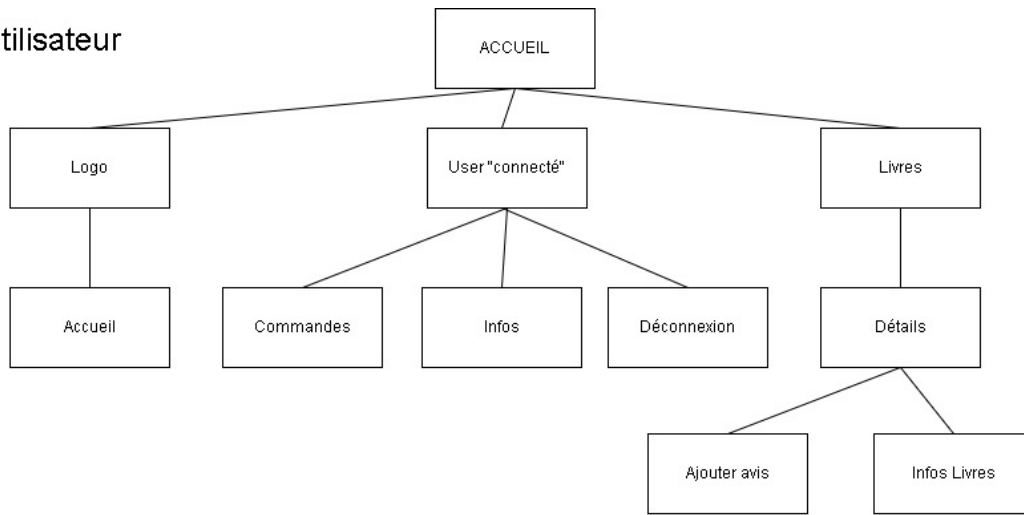 tilisateur
ACCUEIL
Logo
User "connecté"
Livres
Accueil
Commandes
Infos
Déconnexion
Détails
Ajouter avis
Infos Livres